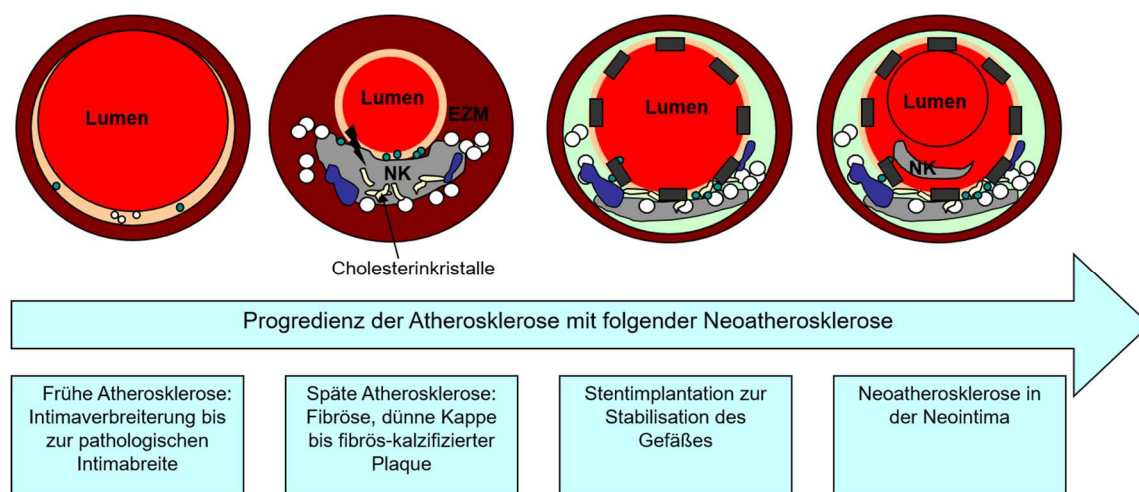 Lumen
Lumen
EZM
NK
Cholesterinkristalle
Lumen
Lumen
NK
Progredienz der Atherosklerose mit folgender Neoatherosklerose
Frühe Atherosklerose:
Intimaverbreiterung bis
zur pathologischen
Intimabreite
Späte Atherosklerose:
Fibröse, dünne Kappe
bis fibrös-kalzifizierter
Plaque
Stentimplantation zur
Stabilisation des
Gefäßes
Neoatherosklerose in
der Neointima